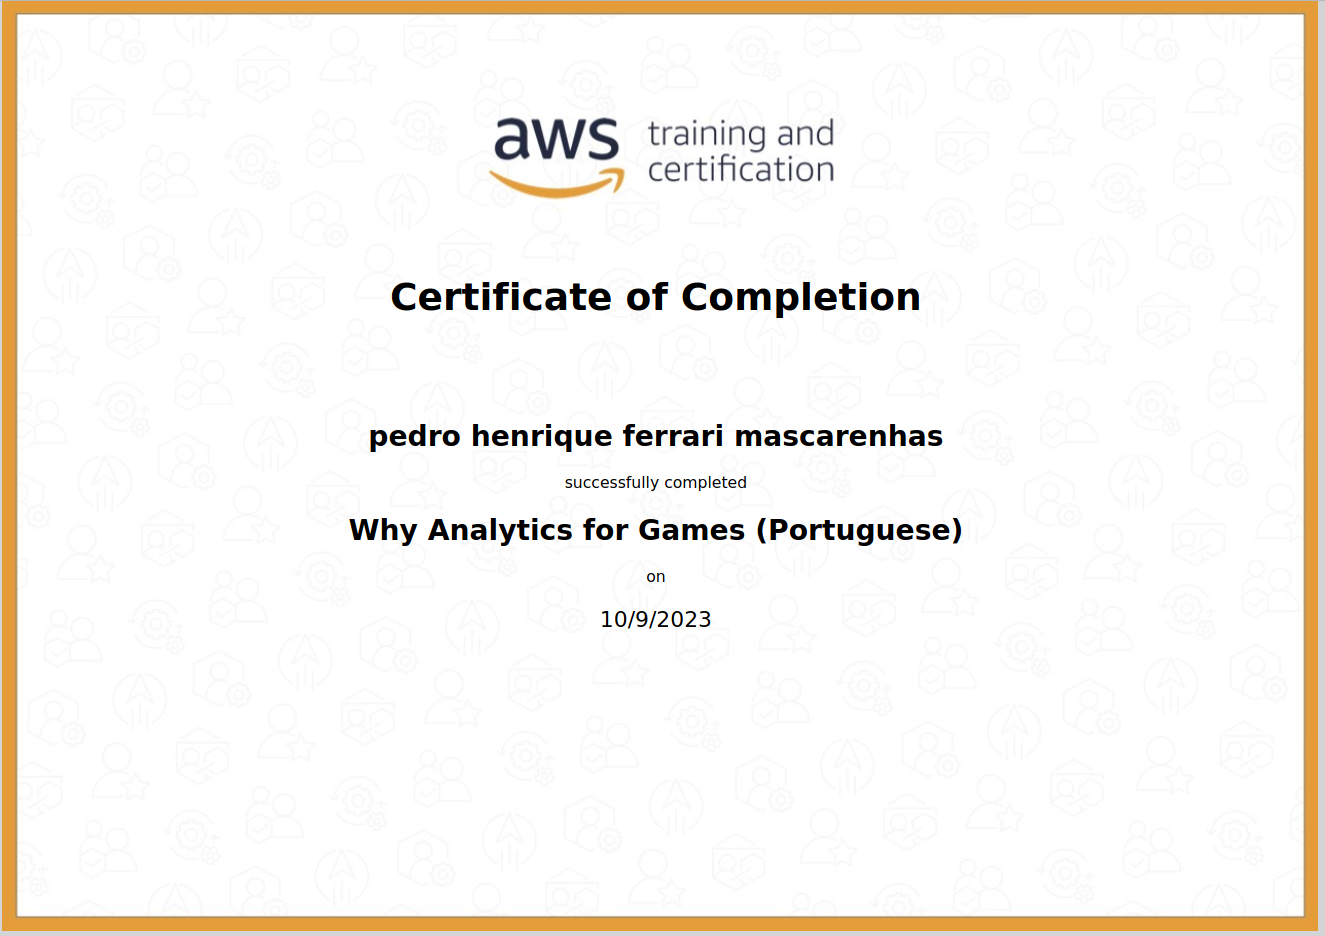 aws training and
certification
Certificate of Completion
pedro henrique ferrari mascarenhas
successfully completed
Why Analytics for Games (Portuguese)
on
10/9/2023